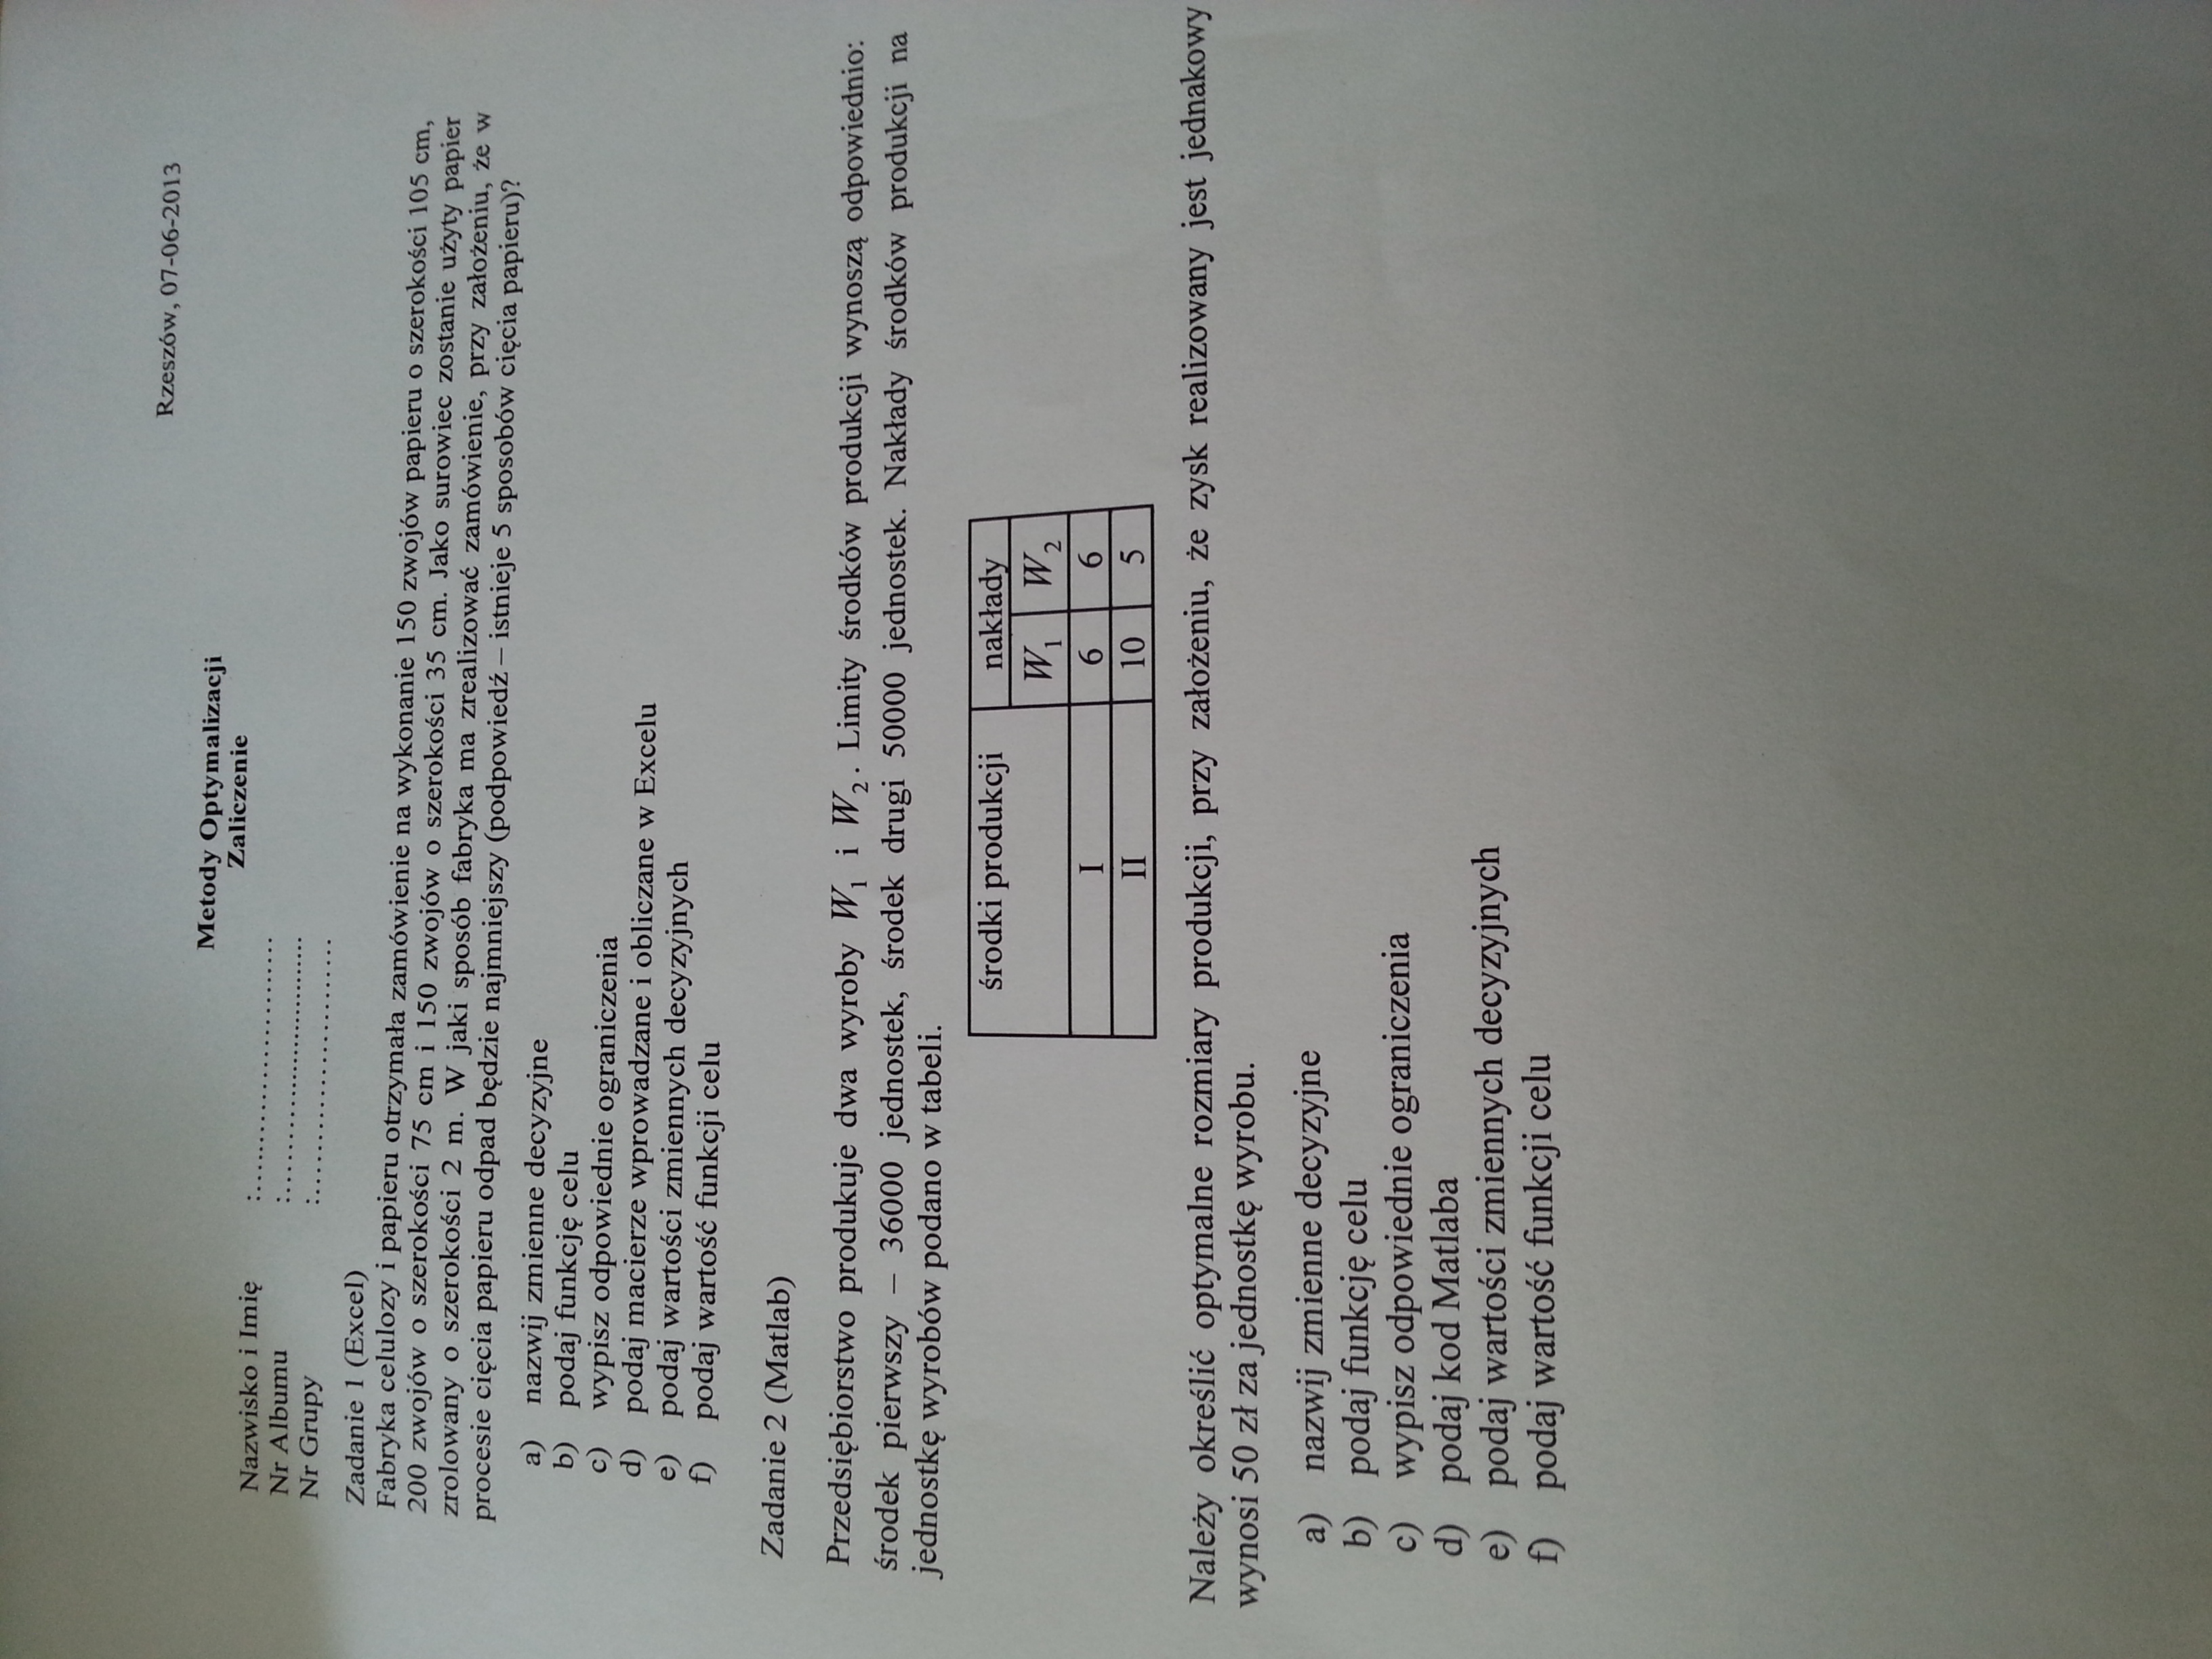 Rzeszów, 07-06-2013
Metody Optymalizacji
Zaliczenie
Nazwisko i Imię :..............................
Nr Albumu :..............................
Nr Grupy :..............................
Zadanie 1 (Excel)
Fabryka celulozy i papieru otrzymała zamówienie na wykonanie 150 zwojów papieru o szerokości 105 cm,
200 zwojów o szerokości 75 cm i 150 zwojów o szerokości 35 cm. Jako surowiec zostanie użyty papier
zrolowany o szerokości 2 m. W jaki sposób fabryka ma zrealizować zamówienie, przy założeniu, że w
procesie cięcia papieru odpad będzie najmniejszy (podpowiedź – istnieje 5 sposobów cięcia papieru)?
a) nazwij zmienne decyzyjne
b) podaj funkcję celu
c) wypisz odpowiednie ograniczenia
d) podaj macierze wprowadzane i obliczane w Excelu
e) podaj wartości zmiennych decyzyjnych
f) podaj wartość funkcji celu
Zadanie 2 (Matlab)
Przedsiębiorstwo produkuje dwa wyroby W₁ i W₂. Limity środków produkcji wynoszą odpowiednio:
środek pierwszy – 36000 jednostek, środek drugi 50000 jednostek. Nakłady środków produkcji na
jednostkę wyrobów podano w tabeli.
środki produkcji nakłady
W₁ W₂
I 6 6
II 10 5
Należy określić optymalne rozmiary produkcji, przy założeniu, że zysk realizowany jest jednakowy
wynosi 50 zł za jednostkę wyrobu.
a) nazwij zmienne decyzyjne
b) podaj funkcję celu
c) wypisz odpowiednie ograniczenia
d) podaj kod Matlaba
e) podaj wartości zmiennych decyzyjnych
f) podaj wartość funkcji celu